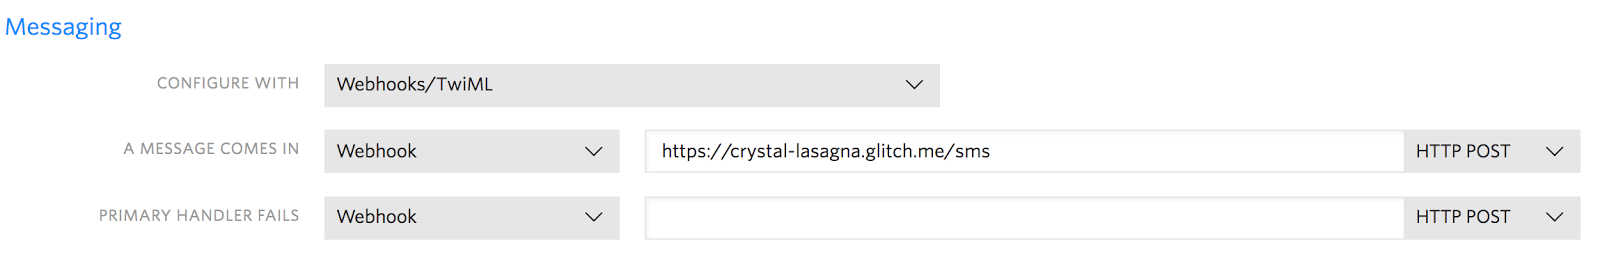 Messaging
CONFIGURE WITH Webhooks/TwiML
A MESSAGE COMES IN Webhook https://crystal-lasagna.glitch.me/sms HTTP POST
PRIMARY HANDLER FAILS Webhook HTTP POST